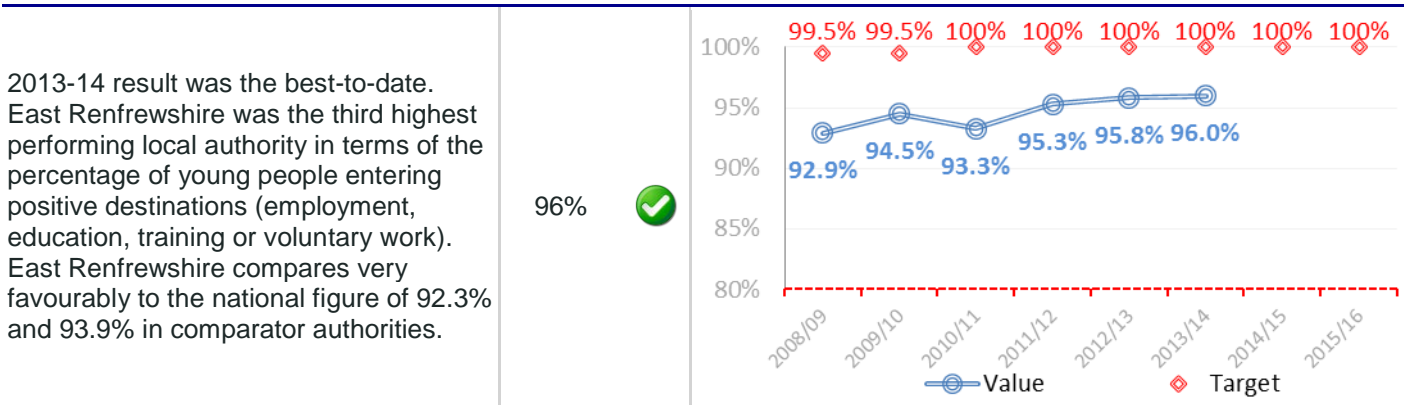 2013-14 result was the best-to-date.
East Renfrewshire was the third highest
performing local authority in terms of the
percentage of young people entering
positive destinations (employment,
education, training or voluntary work).
East Renfrewshire compares very
favourably to the national figure of 92.3%
and 93.9% in comparator authorities.
96%
99.5% 99.5% 100% 100% 100% 100% 100% 100%
100%
95%
90%
85%
80%
92.9% 94.5% 93.3% 95.3% 95.8% 96.0%
2008/09 2009/10 2010/11 2011/12 2012/13 2013/14 2014/15 2015/16
Value Target